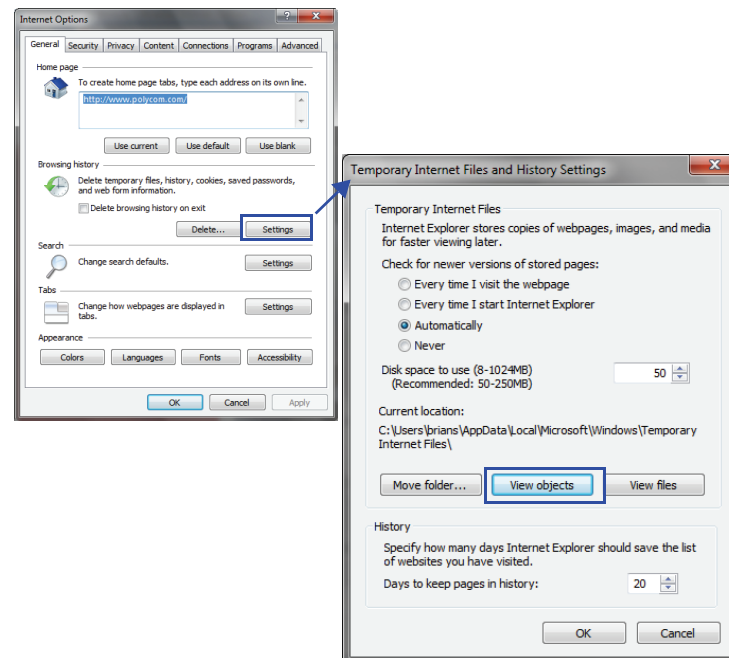 Internet Options
General Security Privacy Content Connections Programs Advanced
Home page
To create home page tabs, type each address on its own line.
http://www.polycom.com/
Use current Use default Use blank
Browsing history
Delete temporary files, history, cookies, saved passwords,
and web form information.
Delete browsing history on exit
Delete... Settings
Search
Change search defaults.
Settings
Tabs
Change how webpages are displayed in
tabs.
Settings
Appearance
Colors Languages Fonts Accessibility
OK Cancel Apply
Temporary Internet Files and History Settings
Temporary Internet Files
Internet Explorer stores copies of webpages, images, and media
for faster viewing later.
Check for newer versions of stored pages:
Every time I visit the webpage
Every time I start Internet Explorer
Automatically
Never
Disk space to use (8-1024MB)
(Recommended: 50-250MB)
50
Current location:
C:\Users\brians\AppData\Local\Microsoft\Windows\Temporary
Internet Files\
Move folder... View objects View files
History
Specify how many days Internet Explorer should save the list
of websites you have visited.
Days to keep pages in history: 20
OK Cancel